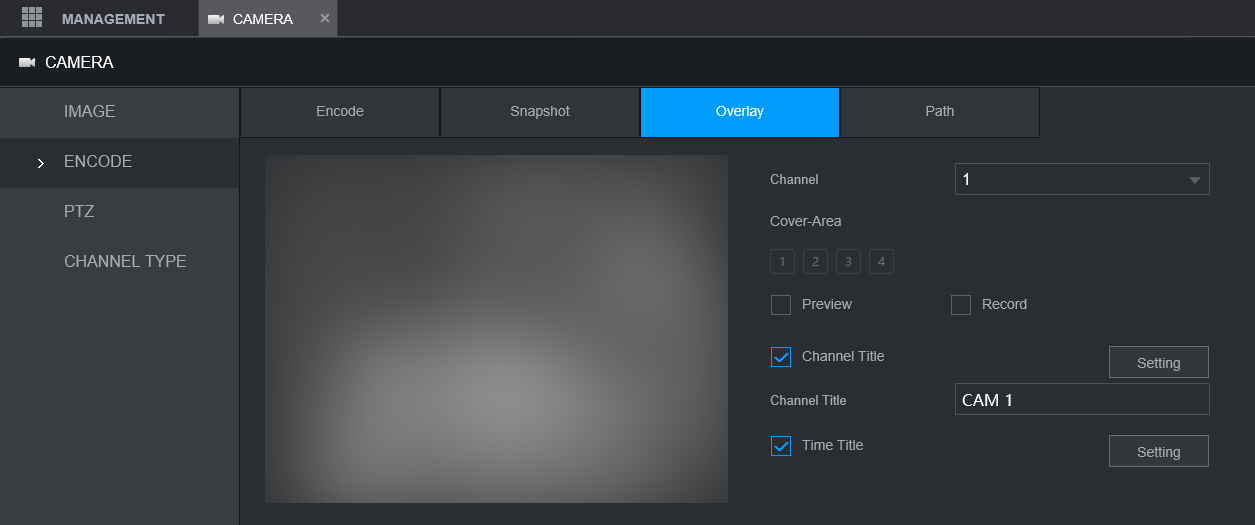 MANAGEMENT CAMERA ×
CAMERA
IMAGE
ENCODE
PTZ
CHANNEL TYPE
Encode Snapshot Overlay Path
Channel 1
Cover-Area
1 2 3 4
Preview Record
Channel Title Setting
Channel Title CAM 1
Time Title Setting